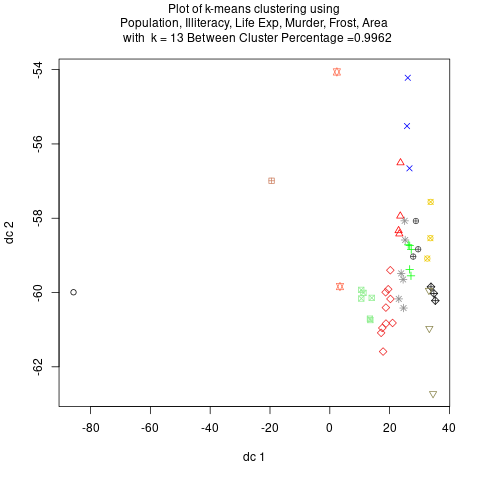 Plot of k-means clustering using
Population, Illiteracy, Life Exp, Murder, Frost, Area
with k = 13 Between Cluster Percentage =0.9962
-54
-56
-58
-60
-62
dc 2
-80 -60 -40 -20 0 20 40
dc 1